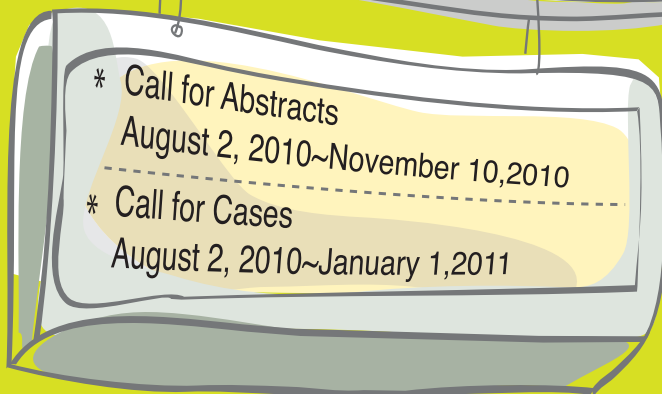 * Call for Abstracts
August 2, 2010~November 10,2010
* Call for Cases
August 2, 2010~January 1,2011